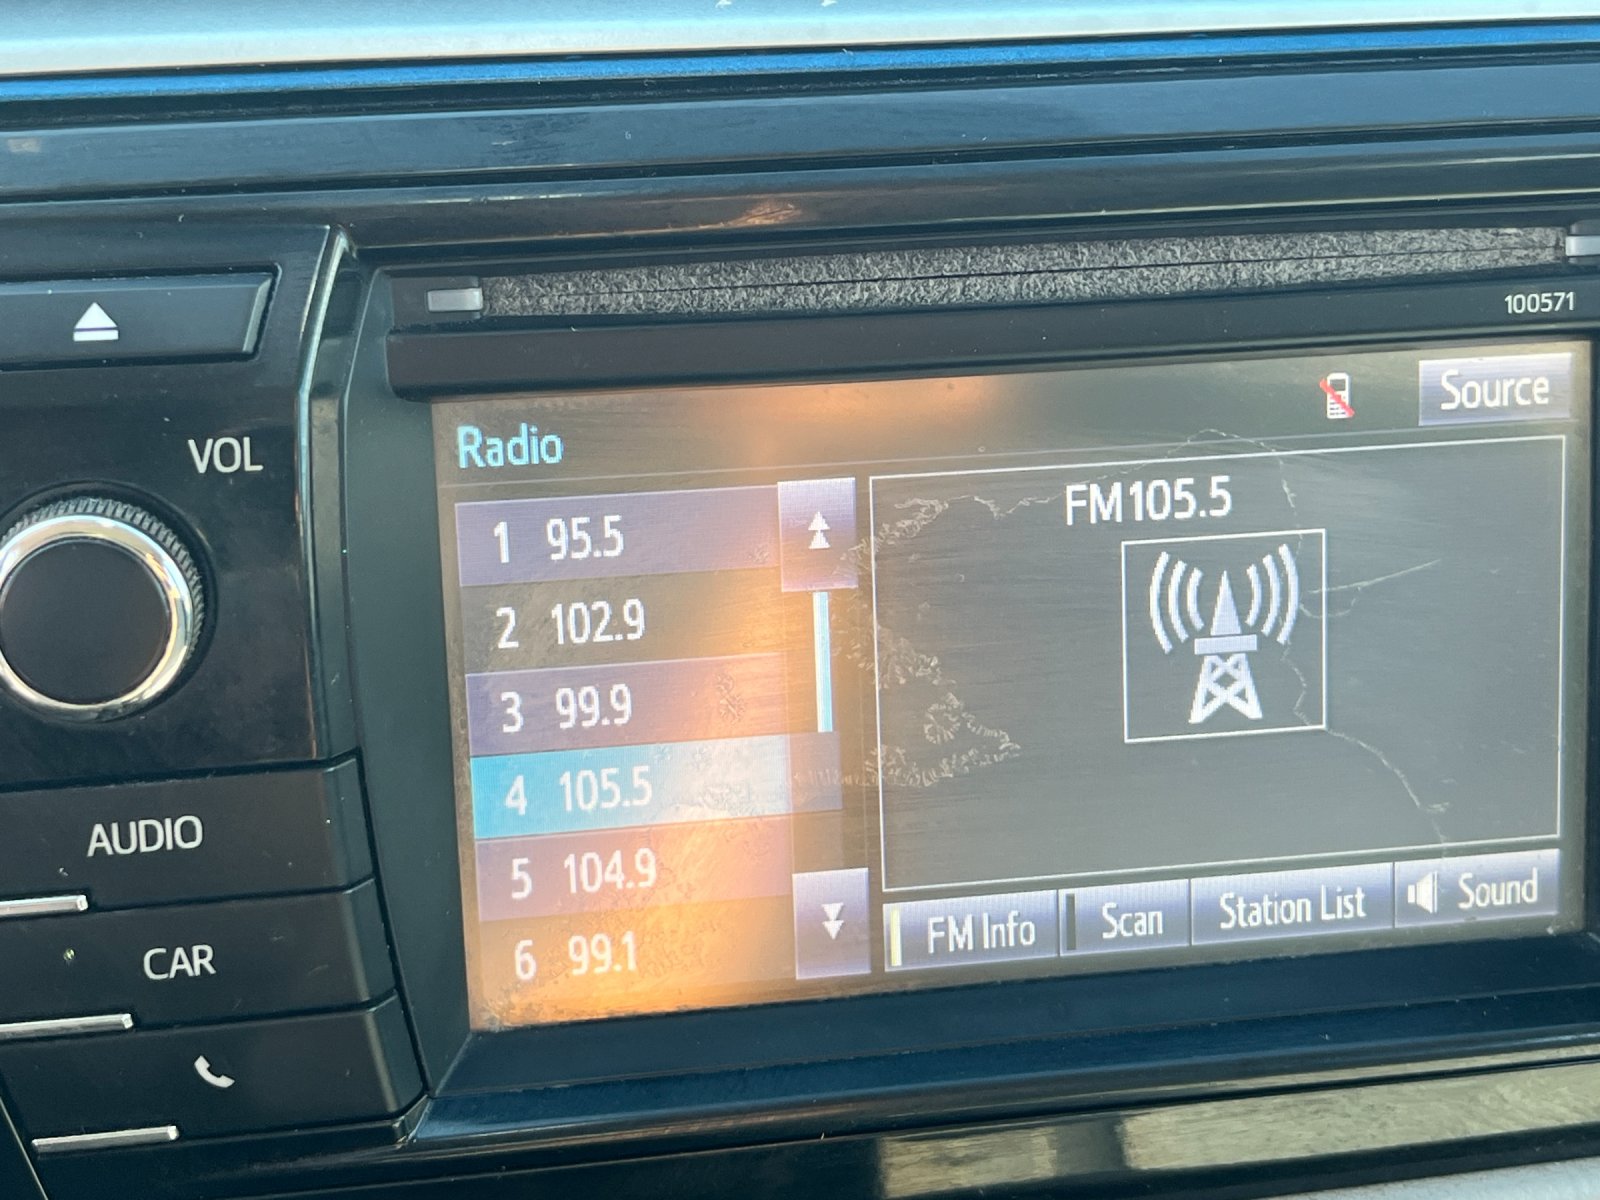 100571
VOL
AUDIO
CAR
Source
Radio
FM105.5
1 95.5
2 102.9
3 99.9
4 105.5
5 104.9
6 99.1
FM Info
Scan
Station List
Sound